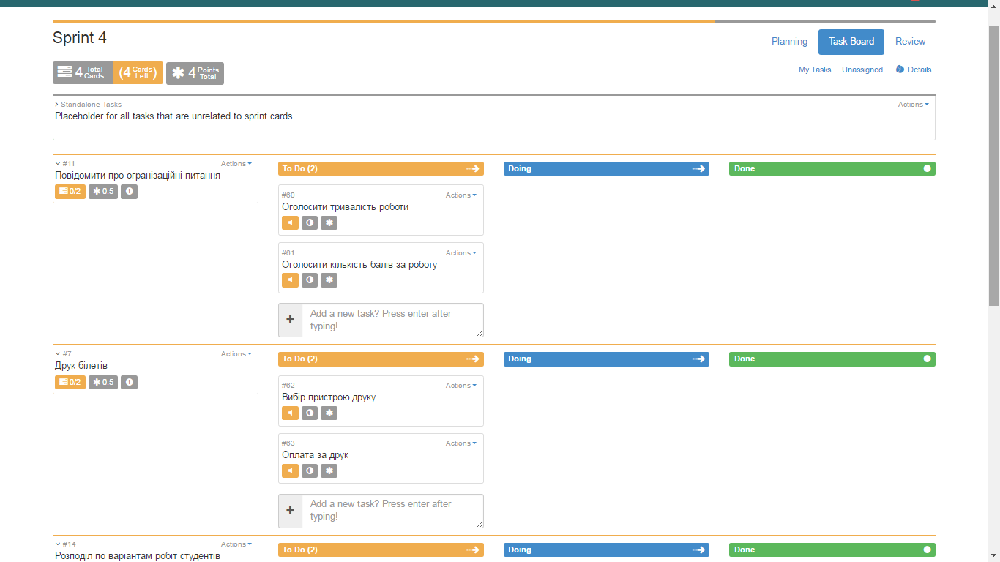 Sprint 4
Planning
Task Board
Review
4 Total Cards
(4 Cards Left)
4 Points Total
My Tasks
Unassigned
Details
Standalone Tasks
Actions
Placeholder for all tasks that are unrelated to sprint cards
#11
Actions
Повідомити про огранізаційні питання
0/2
0.5
To Do (2)
Doing
Done
#60
Actions
Оголосити тривалість роботи
#61
Actions
Оголосити кількість балів за роботу
Add a new task? Press enter after
typing!
#7
Actions
Друк білетів
0/2
0.5
To Do (2)
Doing
Done
#62
Actions
Вибір пристрою друку
#63
Actions
Оплата за друк
Add a new task? Press enter after
typing!
#14
Actions
Розподіл по варіантам робіт студентів
To Do (2)
Doing
Done